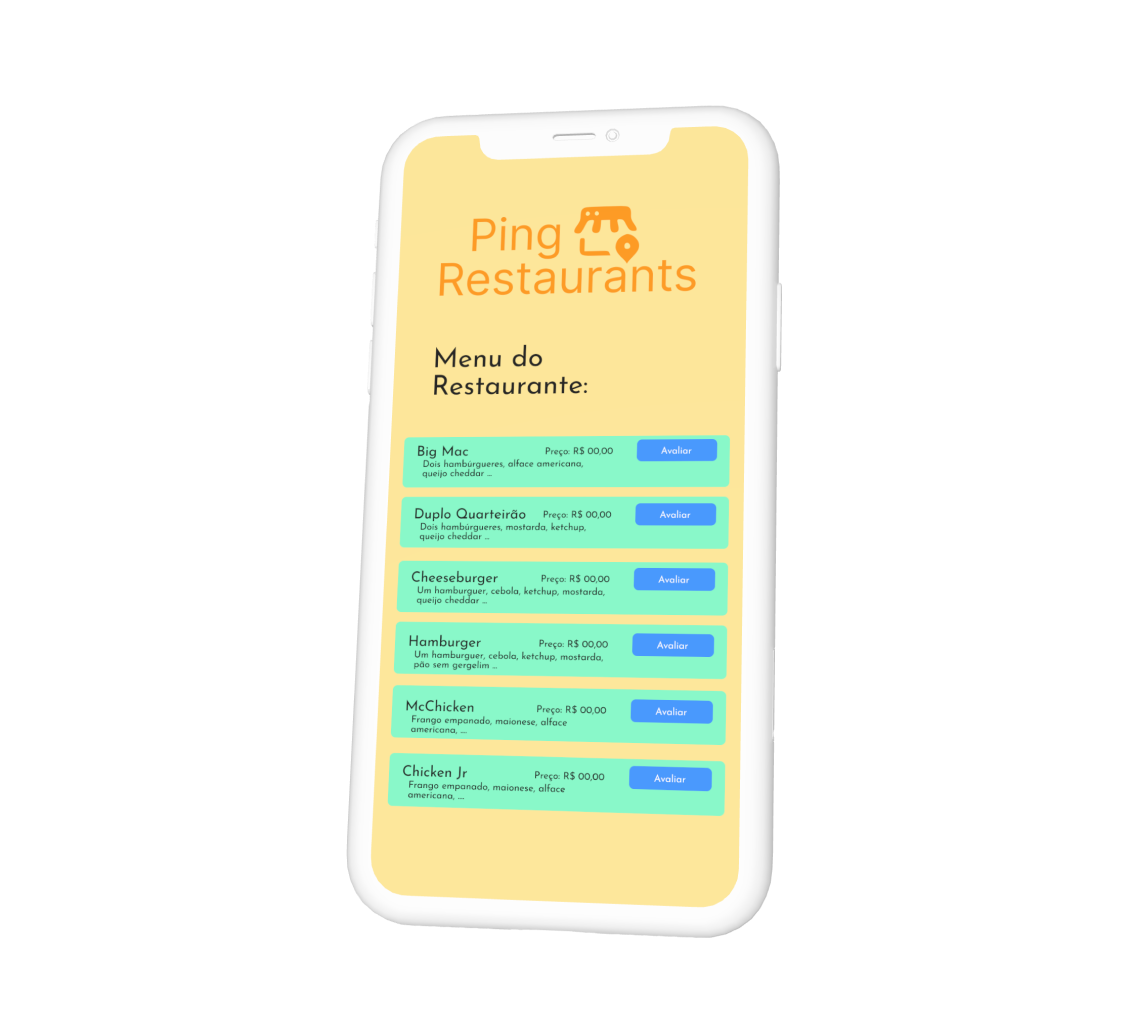 Ping
Restaurants
Menu do
Restaurante:
Big Mac Preço: R$ 00,00 Avaliar
Dois hambúrgueres, alface americana,
queijo cheddar ...
Duplo Quarteirão Preço: R$ 00,00 Avaliar
Dois hambúrgueres, mostarda, ketchup,
queijo cheddar ...
Cheeseburger Preço: R$ 00,00 Avaliar
Um hamburguer, cebola, ketchup, mostarda,
queijo cheddar ...
Hamburger Preço: R$ 00,00 Avaliar
Um hamburguer, cebola, ketchup, mostarda,
pão sem gergelim ...
McChicken Preço: R$ 00,00 Avaliar
Frango empanado, maionese, alface
americana, ...
Chicken Jr Preço: R$ 00,00 Avaliar
Frango empanado, maionese, alface
americana, ...